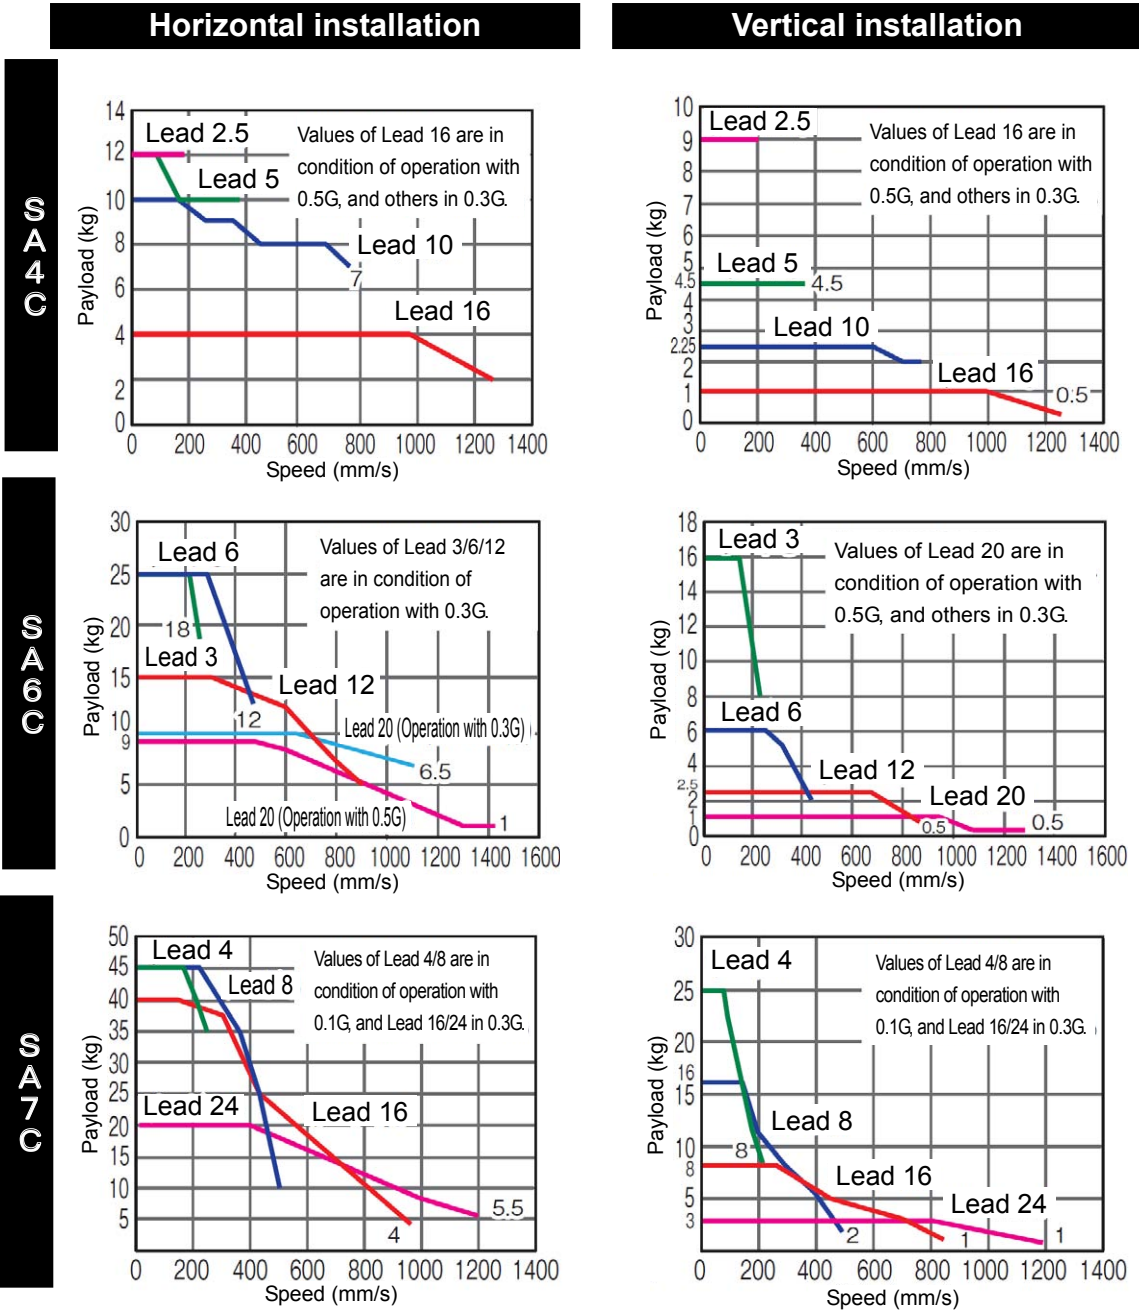 Horizontal installation
Vertical installation
SA4C
14
12
10
8
6
4
2
0
Payload (kg)
Lead 2.5
Lead 5
Lead 10
7
Lead 16
Values of Lead 16 are in
condition of operation with
0.5G, and others in 0.3G.
0 200 400 600 800 1000 1200 1400
Speed (mm/s)
10
9
8
7
6
5
4.5
4
3
2.25
2
1
0
Payload (kg)
Lead 2.5
Lead 5
4.5
Lead 10
Lead 16
0.5
Values of Lead 16 are in
condition of operation with
0.5G, and others in 0.3G.
0 200 400 600 800 1000 1200 1400
Speed (mm/s)
SA6C
30
25
20
15
10
9
5
0
Payload (kg)
Lead 6
18
Lead 3
Lead 12
12
Lead 20 (Operation with 0.3G)
6.5
Lead 20 (Operation with 0.5G)
1
Values of Lead 3/6/12
are in condition of
operation with 0.3G.
0 200 400 600 800 1000 1200 1400 1600
Speed (mm/s)
18
16
14
12
10
8
6
4
2.5
2
1
0
Payload (kg)
Lead 3
Lead 6
Lead 12
Lead 20
0.5
0.5
Values of Lead 20 are in
condition of operation with
0.5G, and others in 0.3G.
0 200 400 600 800 1000 1200 1400 1600
Speed (mm/s)
SA7C
50
45
40
35
30
25
20
15
10
5
Payload (kg)
Lead 4
Lead 8
Lead 24
Lead 16
5.5
4
Values of Lead 4/8 are in
condition of operation with
0.1G, and Lead 16/24 in 0.3G.
0 200 400 600 800 1000 1200 1400
Speed (mm/s)
30
25
20
16
15
10
8
5
3
Payload (kg)
Lead 4
Lead 8
8
Lead 16
Lead 24
2
1
1
Values of Lead 4/8 are in
condition of operation with
0.1G, and Lead 16/24 in 0.3G.
0 200 400 600 800 1000 1200 1400
Speed (mm/s)